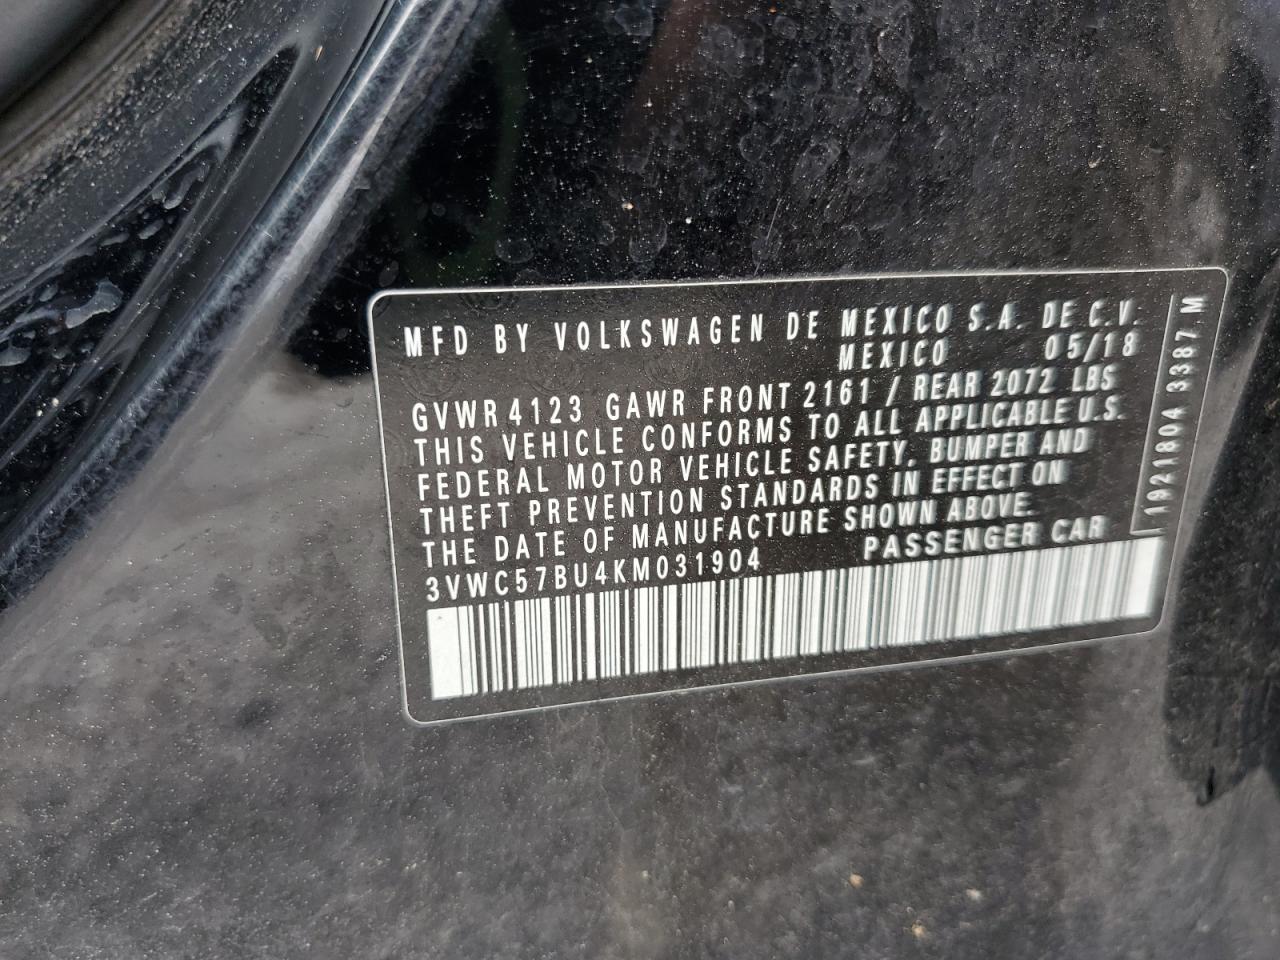 MFD BY VOLKSWAGEN DE MEXICO S.A. DE C.V.
MEXICO 05/18
GVWR 4123 GAWR FRONT 2161 / REAR 2072 LBS
THIS VEHICLE CONFORMS TO ALL APPLICABLE U.S.
FEDERAL MOTOR VEHICLE SAFETY, BUMPER AND
THEFT PREVENTION STANDARDS IN EFFECT ON
THE DATE OF MANUFACTURE SHOWN ABOVE.
3VWC57BU4KM031904 PASSENGER CAR
1921804 3387 M